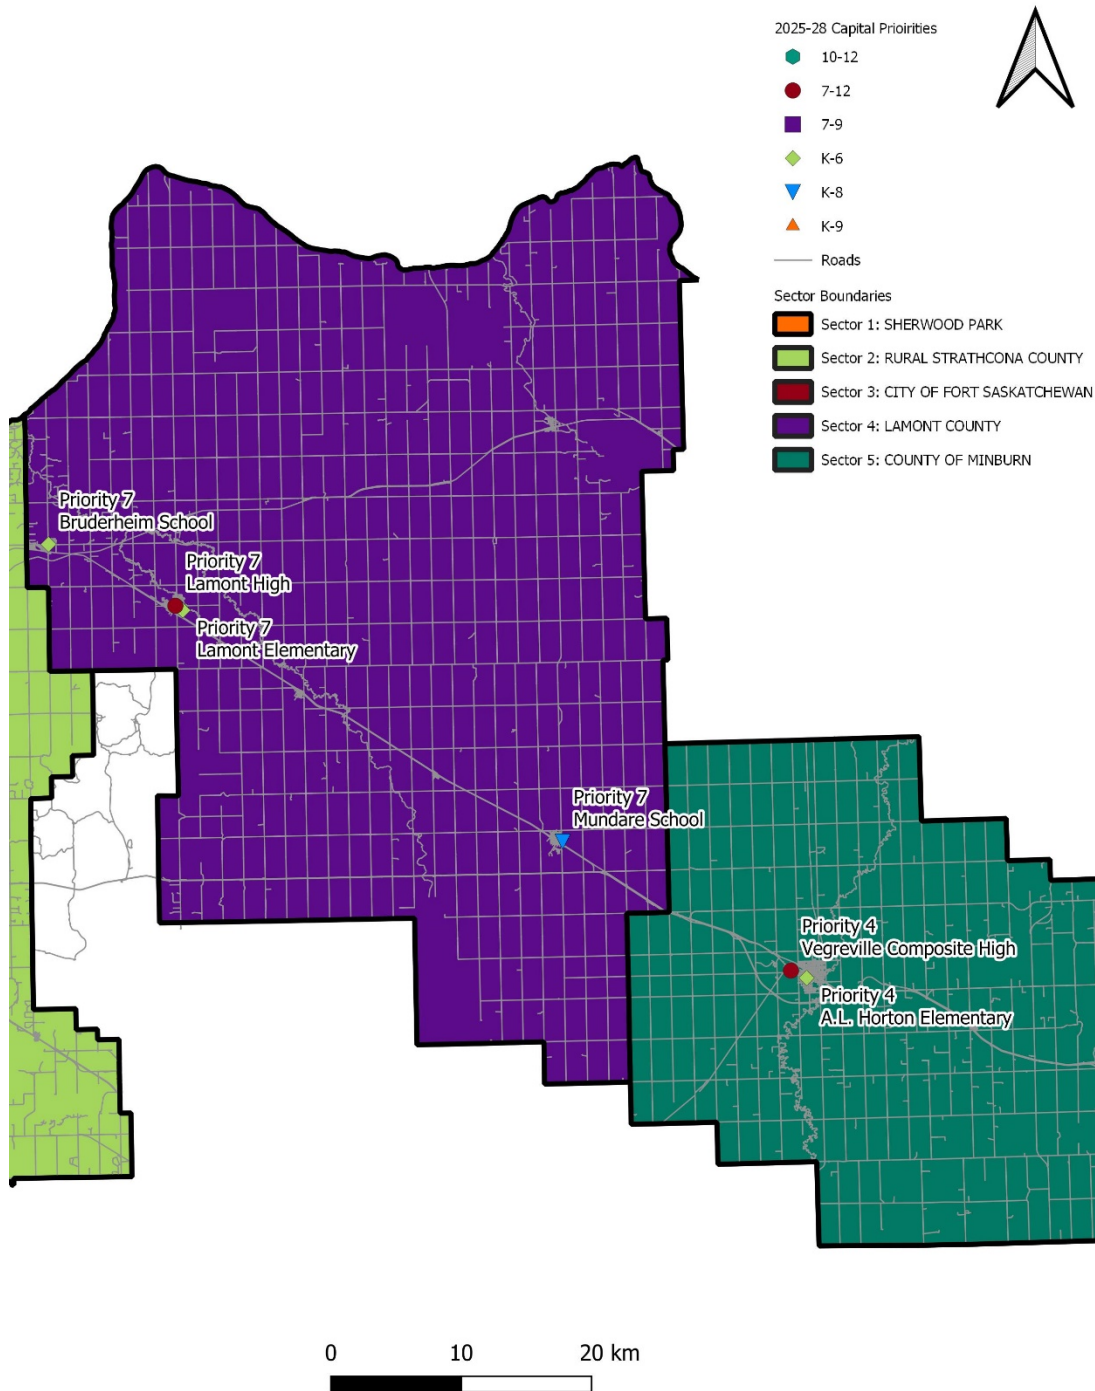 2025-28 Capital Prioirities
10-12
7-12
7-9
K-6
K-8
K-9
Roads
Sector Boundaries
Sector 1: SHERWOOD PARK
Sector 2: RURAL STRATHCONA COUNTY
Sector 3: CITY OF FORT SASKATCHEWAN
Sector 4: LAMONT COUNTY
Sector 5: COUNTY OF MINBURN
Priority 7
Bruderheim School
Priority 7
Lamont High
Priority 7
Lamont Elementary
Priority 7
Mundare School
Priority 4
Vegreville Composite High
Priority 4
A.L. Horton Elementary
0 10 20 km